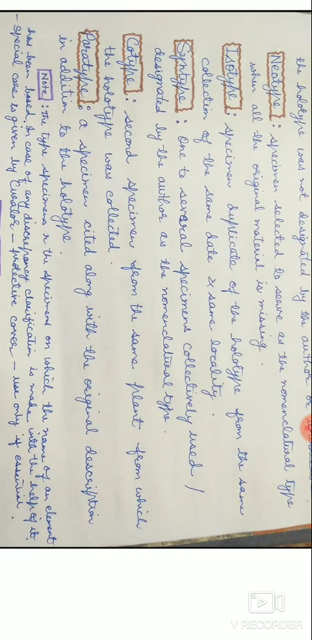 the holotype was not designated by the author or
Neotype : specimen selected to serve as the nomenclatural type
when all the original material is missing.
Isotype : specimen duplicate of the holotype from the same
collection of the same date & same locality.
Syntype : One to several specimens collectively used /
designated by the author as the nomenclatural type.
Cotype : second specimen from the same plant from which
the holotype was collected.
Paratype : a specimen cited along with the original description
in addition to the holotype.
Note : The type specimens or the specimens on which the name of an element
has been based, In case of any discrepancy classification is made with the help of it.
- Special case is given by curator - protective cover - use only if essential.
V RECORDER